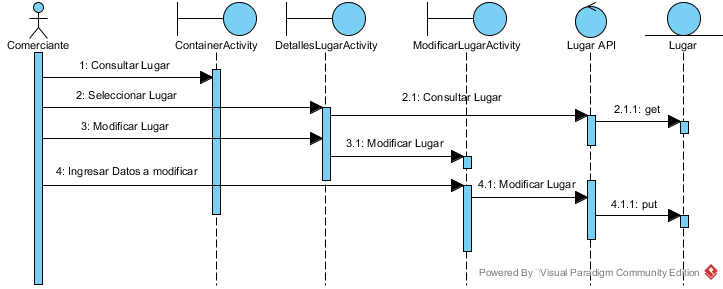 Comerciante
ContainerActivity
DetallesLugarActivity
ModificarLugarActivity
Lugar API
Lugar
1: Consultar Lugar
2: Seleccionar Lugar
2.1: Consultar Lugar
2.1.1: get
3: Modificar Lugar
3.1: Modificar Lugar
4: Ingresar Datos a modificar
4.1: Modificar Lugar
4.1.1: put
Powered By Visual Paradigm Community Edition